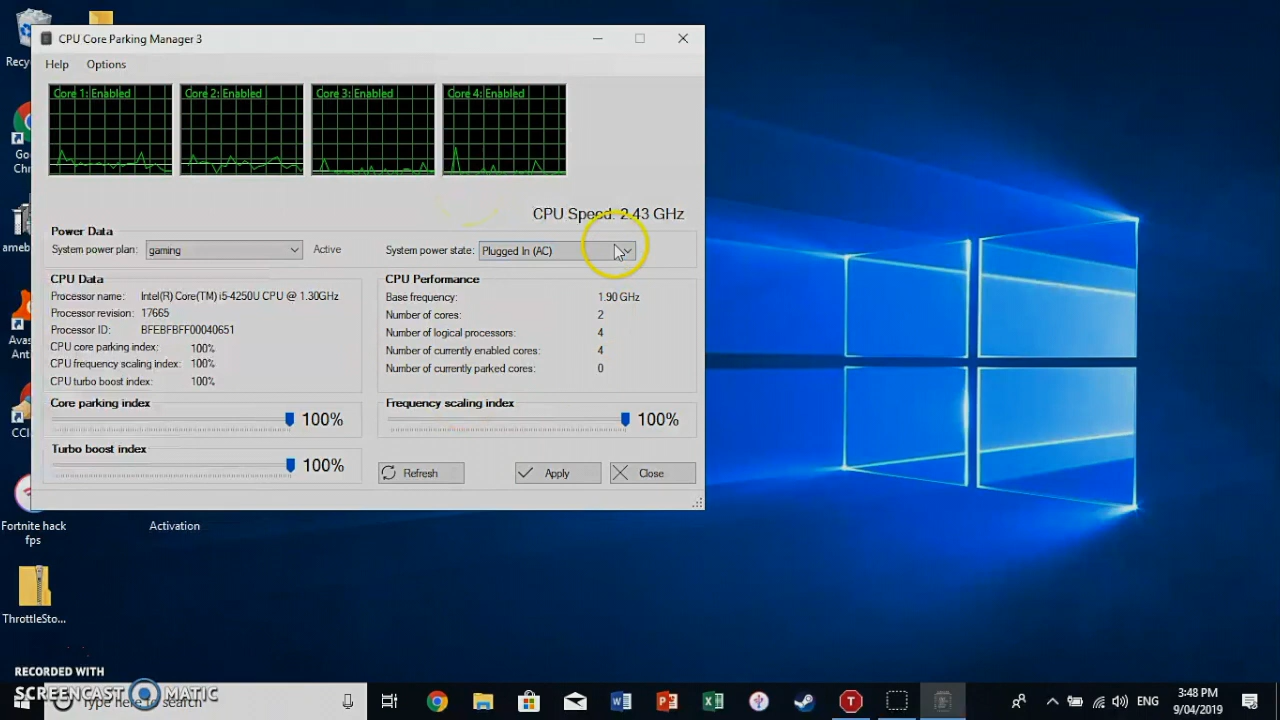 CPU Core Parking Manager 3
Help Options
Core 1: Enabled Core 2: Enabled Core 3: Enabled Core 4: Enabled
CPU Speed: 2.43 GHz
Power Data
System power plan: gaming Active System power state: Plugged In (AC)
CPU Data
Processor name: Intel(R) Core(TM) i5-4250U CPU @ 1.30GHz
Processor revision: 17665
Processor ID: BFEBFBFF00040651
CPU core parking index: 100%
CPU frequency scaling index: 100%
CPU turbo boost index: 100%
CPU Performance
Base frequency: 1.90 GHz
Number of cores: 2
Number of logical processors: 4
Number of currently enabled cores: 4
Number of currently parked cores: 0
Core parking index
100%
Frequency scaling index
100%
Turbo boost index
100%
Refresh Apply Close
Recy
Go
Chr
ameb
Avas
Ant
CCl
Fortnite hack
fps
Activation
ThrottleSto...
RECORDED WITH
SCREENCAST MATIC
Type here to search
ENG
3:48 PM
9/04/2019